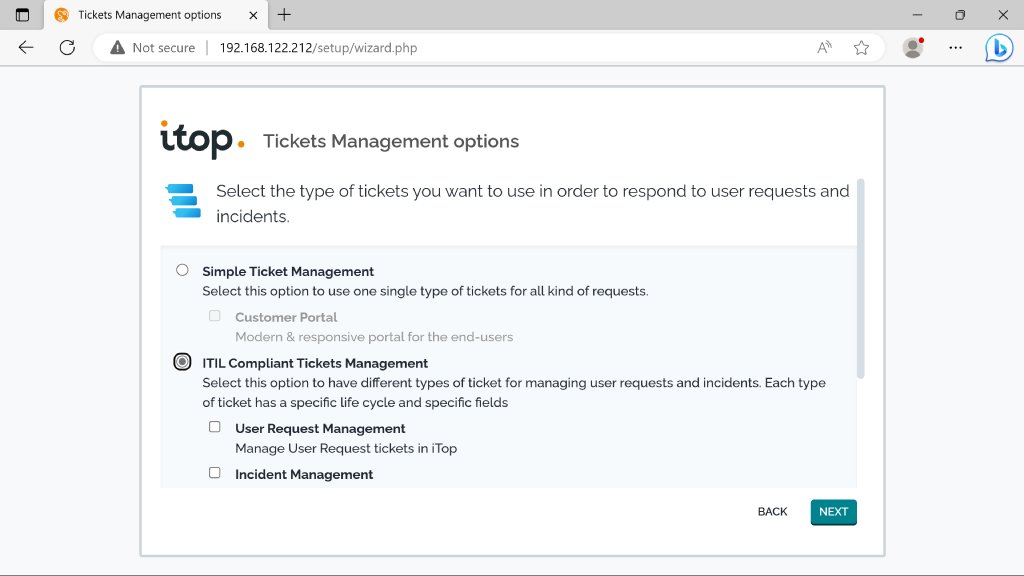 Tickets Management options
Not secure
192.168.122.212/setup/wizard.php
itop
Tickets Management options
Select the type of tickets you want to use in order to respond to user requests and
incidents.
Simple Ticket Management
Select this option to use one single type of tickets for all kind of requests.
Customer Portal
Modern & responsive portal for the end-users
ITIL Compliant Tickets Management
Select this option to have different types of ticket for managing user requests and incidents. Each type
of ticket has a specific life cycle and specific fields
User Request Management
Manage User Request tickets in iTop
Incident Management
BACK
NEXT